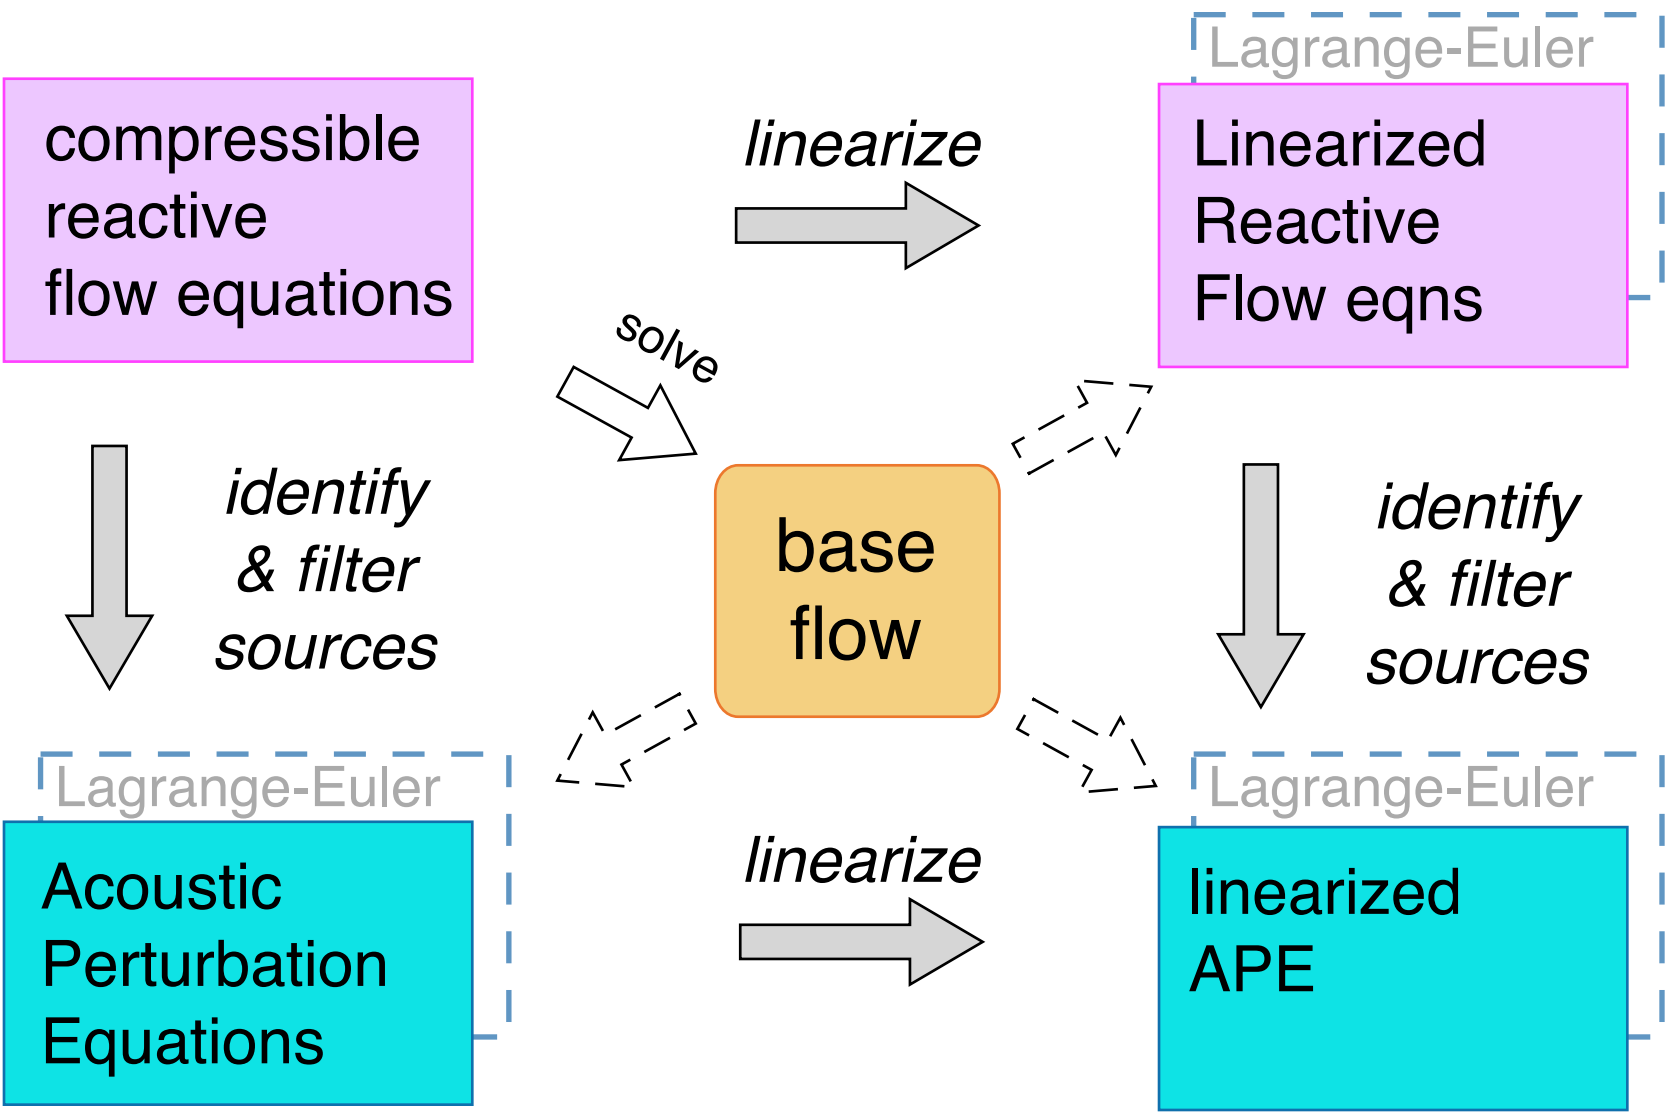 Lagrange-Euler
compressible
reactive
flow equations
linearize
Linearized
Reactive
Flow eqns
solve
identify
& filter
sources
base
flow
identify
& filter
sources
Lagrange-Euler
Acoustic
Perturbation
Equations
linearize
Lagrange-Euler
linearized
APE